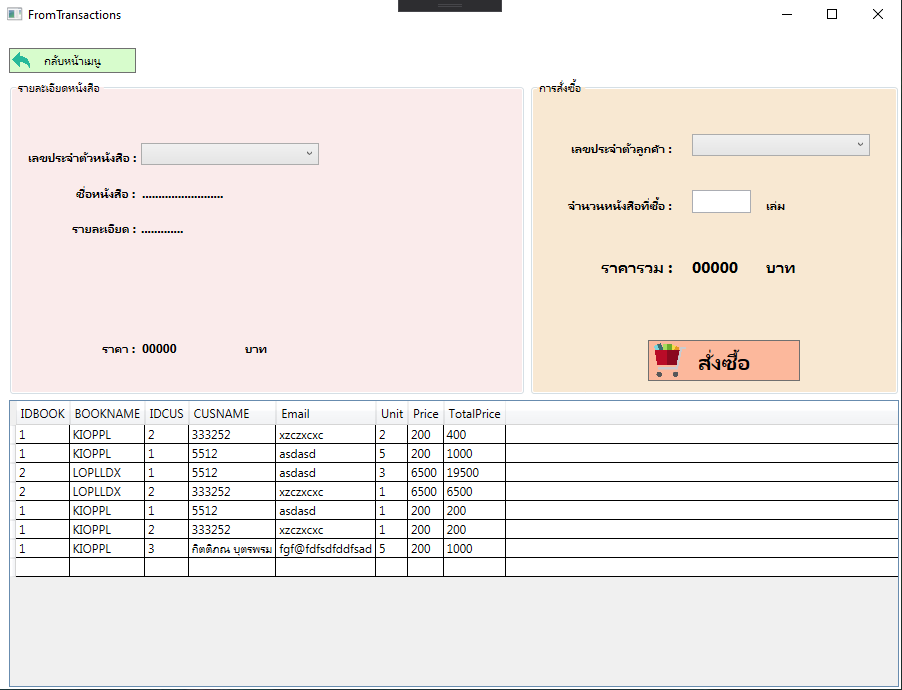 FromTransactions
กลับหน้าเมนู
รายละเอียดหนังสือ
เลขประจำตัวหนังสือ :
ชื่อหนังสือ : ........................
รายละเอียด : .............
ราคา : 00000 บาท
การสั่งซื้อ
เลขประจำตัวลูกค้า :
จำนวนหนังสือที่ซื้อ : เล่ม
ราคารวม : 00000 บาท
สั่งซื้อ
IDBOOK BOOKNAME IDCUS CUSNAME Email Unit Price TotalPrice
1 KIOPPL 2 333252 xzczxcxc 2 200 400
1 KIOPPL 1 5512 asdasd 5 200 1000
2 LOPLLDX 1 5512 asdasd 3 6500 19500
2 LOPLLDX 2 333252 xzczxcxc 1 6500 6500
1 KIOPPL 1 5512 asdasd 1 200 200
1 KIOPPL 2 333252 xzczxcxc 1 200 200
1 KIOPPL 3 กิตติภณ บุตรพรม fgf@fdfsdfddfsad 5 200 1000